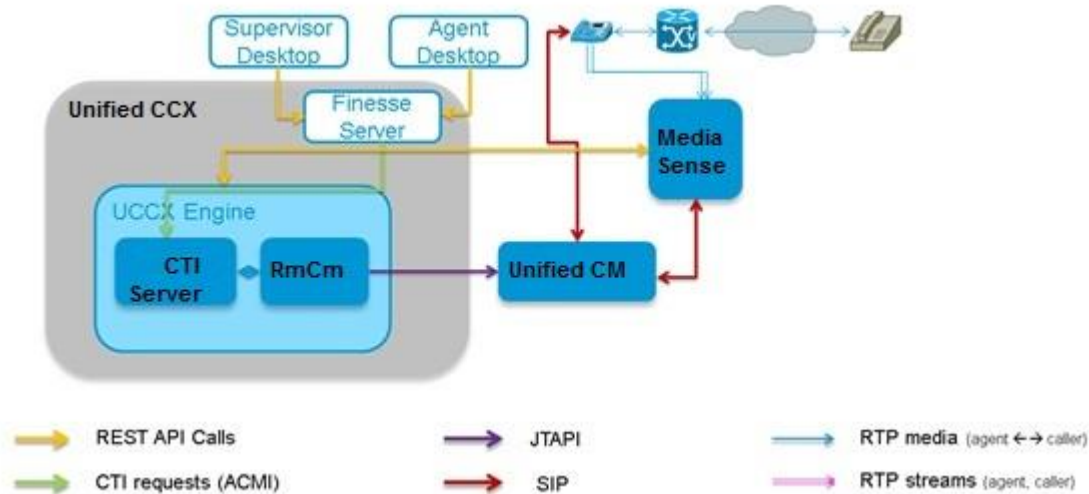 Supervisor
Desktop
Agent
Desktop
Unified CCX
Finesse
Server
Media
Sense
UCCX Engine
CTI
Server
RmCm
Unified CM
REST API Calls
JTAPI
RTP media (agent ←→ caller)
CTI requests (ACMI)
SIP
RTP streams (agent, caller)